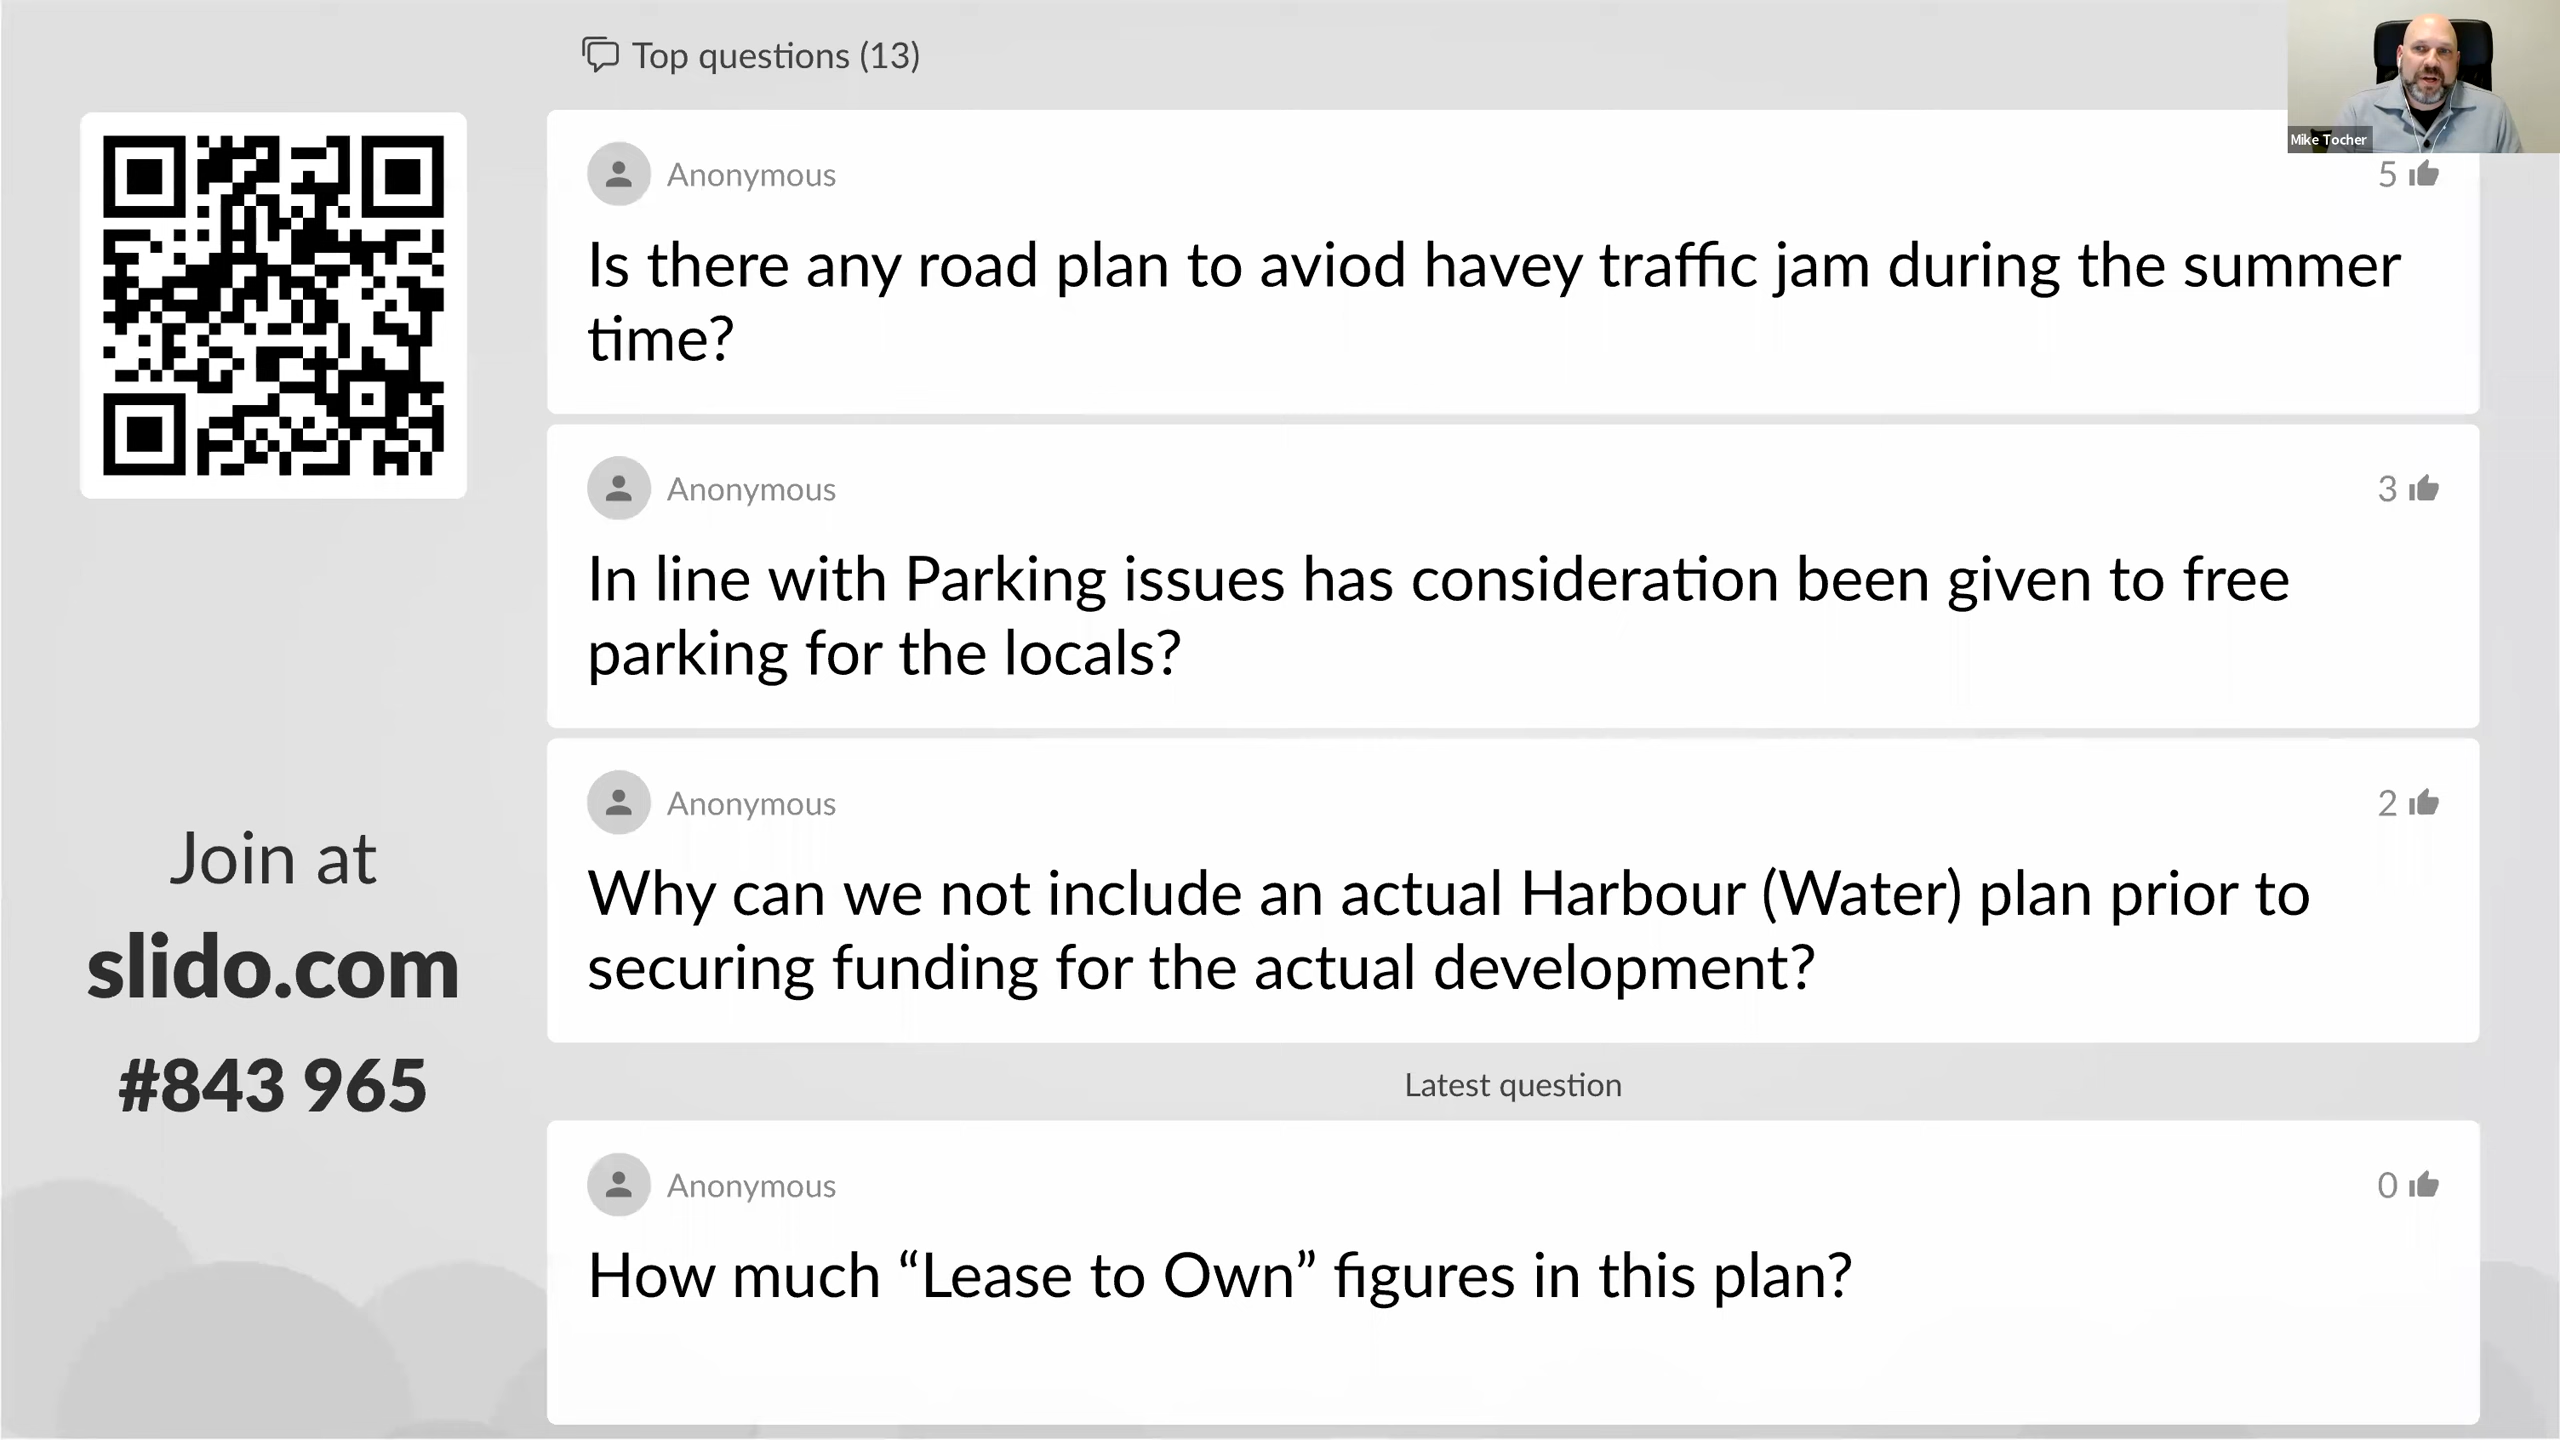 Top questions (13)
Mike Tocher
Anonymous
5
Is there any road plan to aviod havey traffic jam during the summer
time?
Anonymous
3
In line with Parking issues has consideration been given to free
parking for the locals?
Anonymous
2
Why can we not include an actual Harbour (Water) plan prior to
securing funding for the actual development?
Latest question
Anonymous
0
How much “Lease to Own” figures in this plan?
Join at
slido.com
#843 965